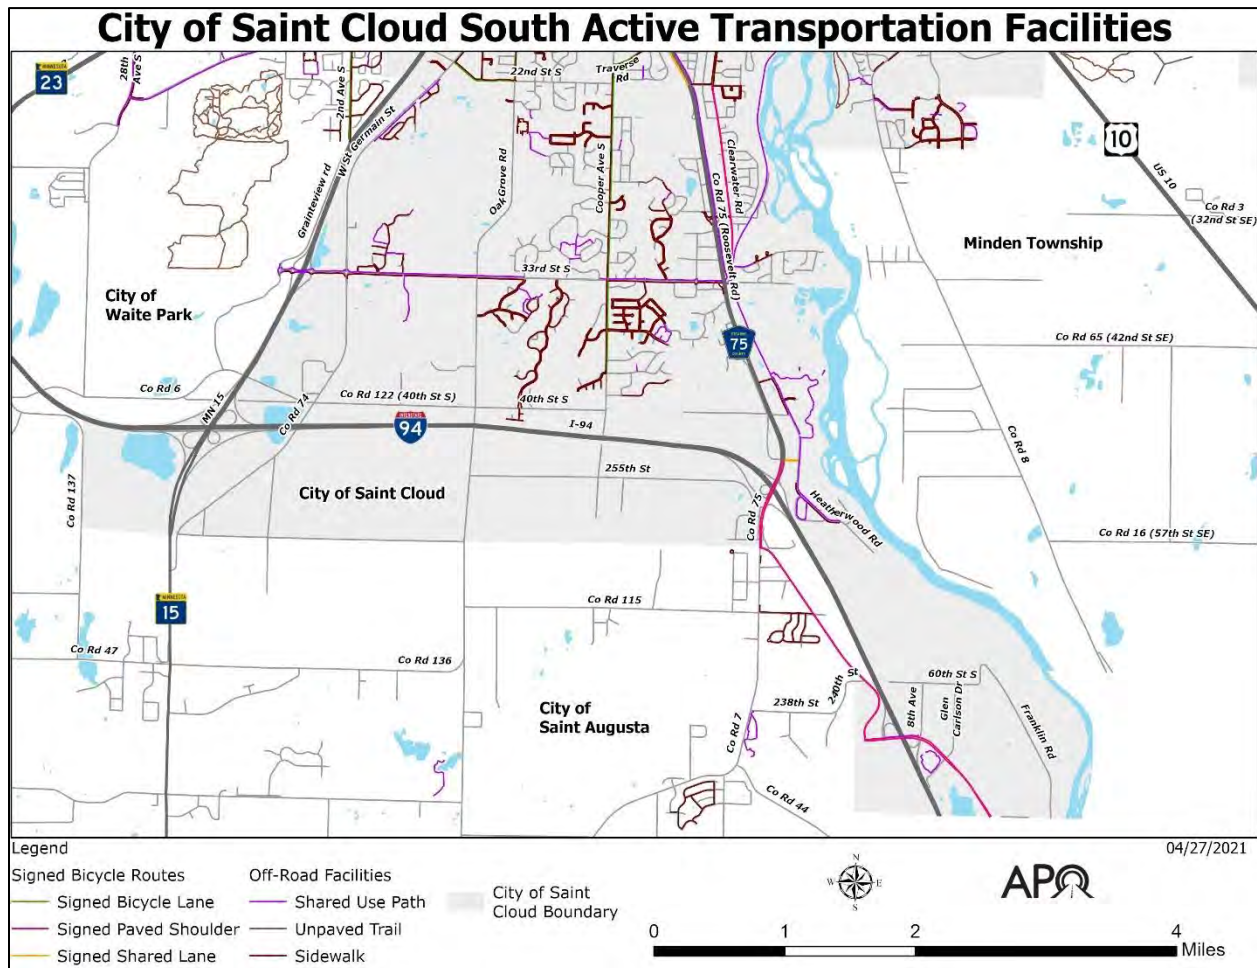 City of Saint Cloud South Active Transportation Facilities
MINNESOTA
23
28th
Ave S
2nd Ave S
22nd St S
Traverse
Rd
W St Germain St
Graniteview rd
Oak Grove Rd
Cooper Ave S
Clearwater Rd
Co Rd 75 (Roosevelt Rd)
10
US 10
Co Rd 3
(32nd St SE)
Minden Township
33rd St S
City of
Waite Park
75
Co Rd 65 (42nd St SE)
Co Rd 6
MN 15
Co Rd 74
Co Rd 122 (40th St S)
40th St S
94
I-94
Co Rd 8
Co Rd 137
255th St
City of Saint Cloud
Co Rd 75
Heatherwood Rd
Co Rd 16 (57th St SE)
MINNESOTA
15
Co Rd 115
Co Rd 47
Co Rd 136
City of
Saint Augusta
240th St
238th St
60th St S
8th Ave
Glen
Carlson Dr
Franklin Rd
Co Rd 7
Co Rd 44
Legend
04/27/2021
Signed Bicycle Routes
Signed Bicycle Lane
Signed Paved Shoulder
Signed Shared Lane
Off-Road Facilities
Shared Use Path
Unpaved Trail
Sidewalk
City of Saint
Cloud Boundary
N
W E
S
APO
0 1 2 4
Miles